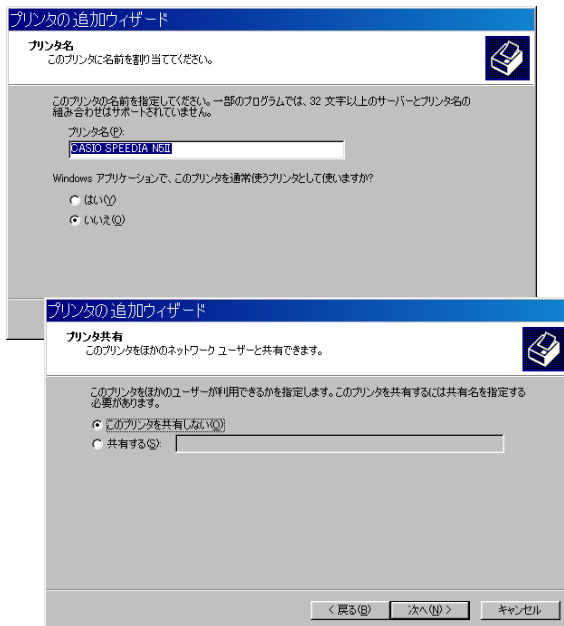 プリンタの追加ウィザード
プリンタ名
このプリンタに名前を割り当ててください。
このプリンタの名前を指定してください。一部のプログラムでは、32 文字以上のサーバーとプリンタ名の
組み合わせはサポートされていません。
プリンタ名(P):
CASIO SPEEDIA N5II
Windows アプリケーションで、このプリンタを通常使うプリンタとして使いますか?
はい(Y)
いいえ(O)
プリンタの追加ウィザード
プリンタ共有
このプリンタをほかのネットワーク ユーザーと共有できます。
このプリンタをほかのユーザーが利用できるかを指定します。このプリンタを共有するには共有名を指定する
必要があります。
このプリンタを共有しない(O)
共有する(S):
< 戻る(B) 次へ(N) > キャンセル